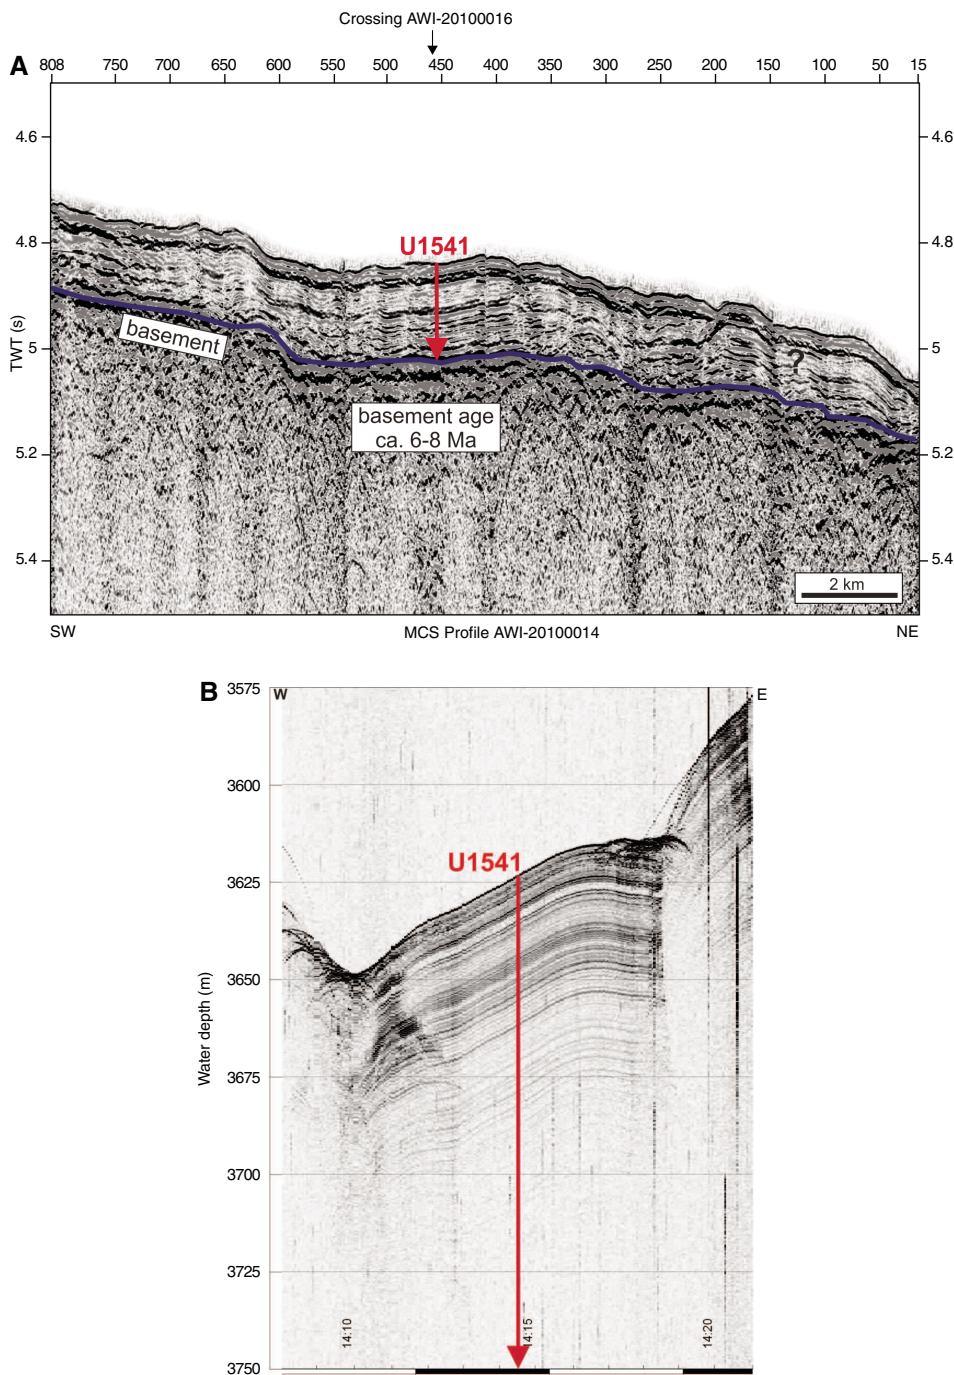 Crossing AWI-20100016
A
808 750 700 650 600 550 500 450 400 350 300 250 200 150 100 50 15
4.6 4.6
4.8 4.8
U1541
5 5
basement
?
TWT (s)
basement age
ca. 6-8 Ma
5.2 5.2
5.4 5.4
2 km
SW MCS Profile AWI-20100014 NE
B 3575 W E
3600
U1541
3625
3650
Water depth (m)
3675
3700
3725
14:10 14:15 14:20
3750